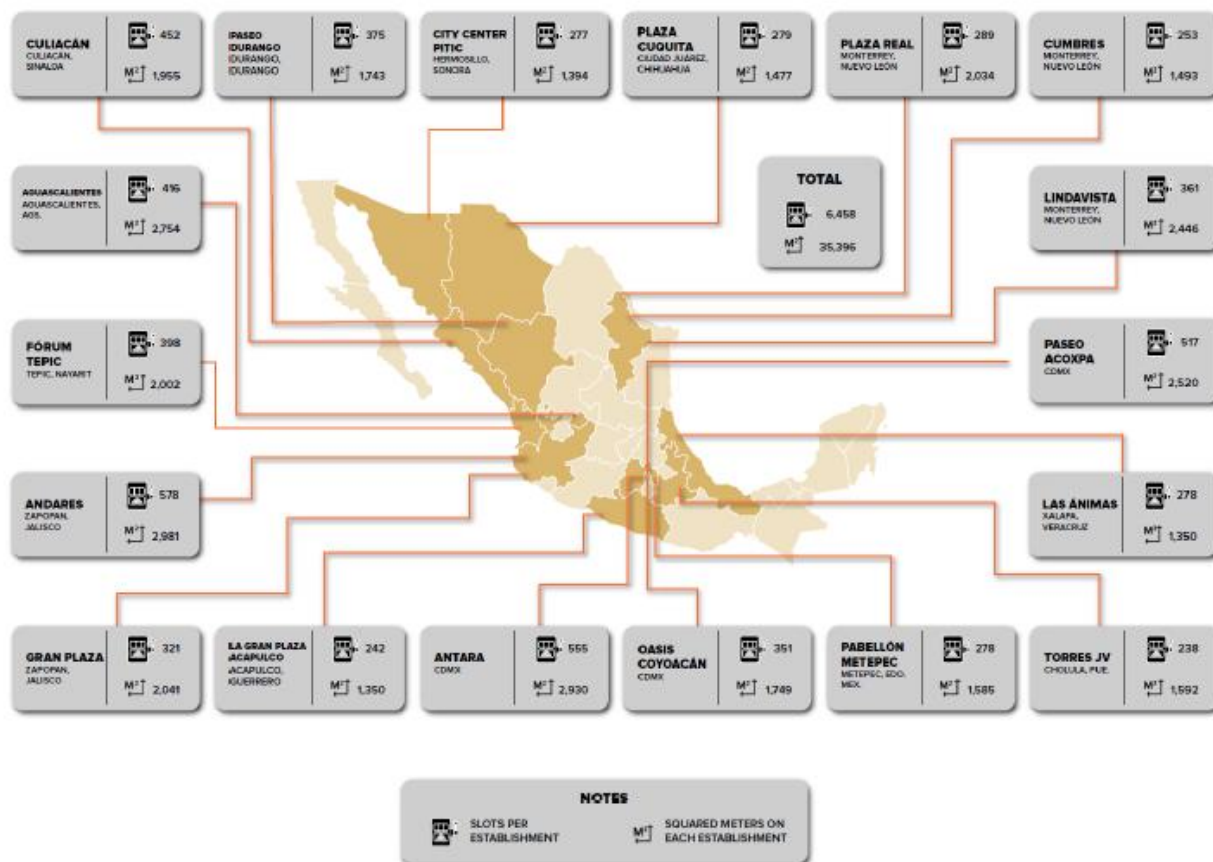 CULIACÁN
CULIACÁN,
SINALOA
452
M² 1,955
PASEO
DURANGO
DURANGO,
DURANGO
375
M² 1,743
CITY CENTER
PITIC
HERMOSILLO,
SONORA
277
M² 1,394
PLAZA
CUQUITA
CIUDAD JUÁREZ,
CHIHUAHUA
279
M² 1,477
PLAZA REAL
MONTERREY,
NUEVO LEÓN
289
M² 2,034
CUMBRES
MONTERREY,
NUEVO LEÓN
253
M² 1,493
AGUASCALIENTES
AGUASCALIENTES,
AGS.
416
M² 2,754
TOTAL
6,458
M² 35,396
LINDAVISTA
MONTERREY,
NUEVO LEÓN
361
M² 2,446
FÓRUM
TEPIC
TEPIC, NAYARIT
398
M² 2,002
PASEO
ACOXPA
CDMX
517
M² 2,520
ANDARES
ZAPOPAN,
JALISCO
578
M² 2,981
LAS ÁNIMAS
XALAPA,
VERACRUZ
278
M² 1,350
GRAN PLAZA
ZAPOPAN,
JALISCO
321
M² 2,041
LA GRAN PLAZA
ACAPULCO
ACAPULCO,
GUERRERO
242
M² 1,350
ANTARA
CDMX
555
M² 2,930
OASIS
COYOACÁN
CDMX
351
M² 1,749
PABELLÓN
METEPEC
METEPEC, EDO.
MEX.
278
M² 1,585
TORRES JV
CHOLULA, PUE.
238
M² 1,592
NOTES
SLOTS PER
ESTABLISHMENT
M² SQUARED METERS ON
EACH ESTABLISHMENT